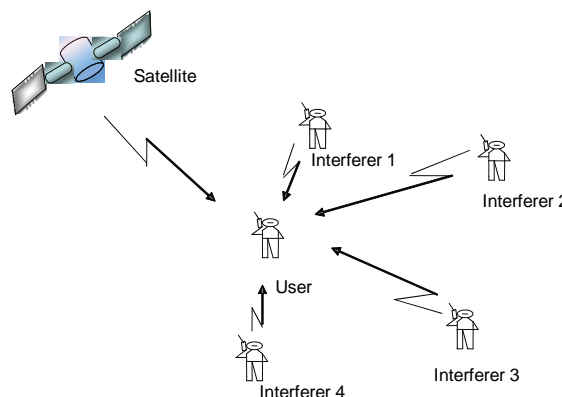 Satellite
Interferer 1
Interferer 2
User
Interferer 3
Interferer 4